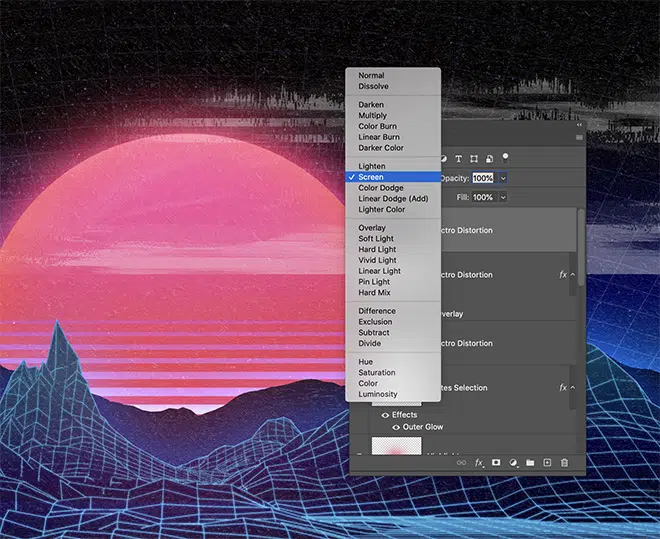 Normal
Dissolve
Darken
Multiply
Color Burn
Linear Burn
Darker Color
Lighten
✓ Screen
Color Dodge
Linear Dodge (Add)
Lighter Color
Overlay
Soft Light
Hard Light
Vivid Light
Linear Light
Pin Light
Hard Mix
Difference
Exclusion
Subtract
Divide
Hue
Saturation
Color
Luminosity
Opacity: 100%
Fill: 100%
ctro Distortion
ctro Distortion fx
verlay
ctro Distortion
tes Selection fx
Effects
Outer Glow
fx